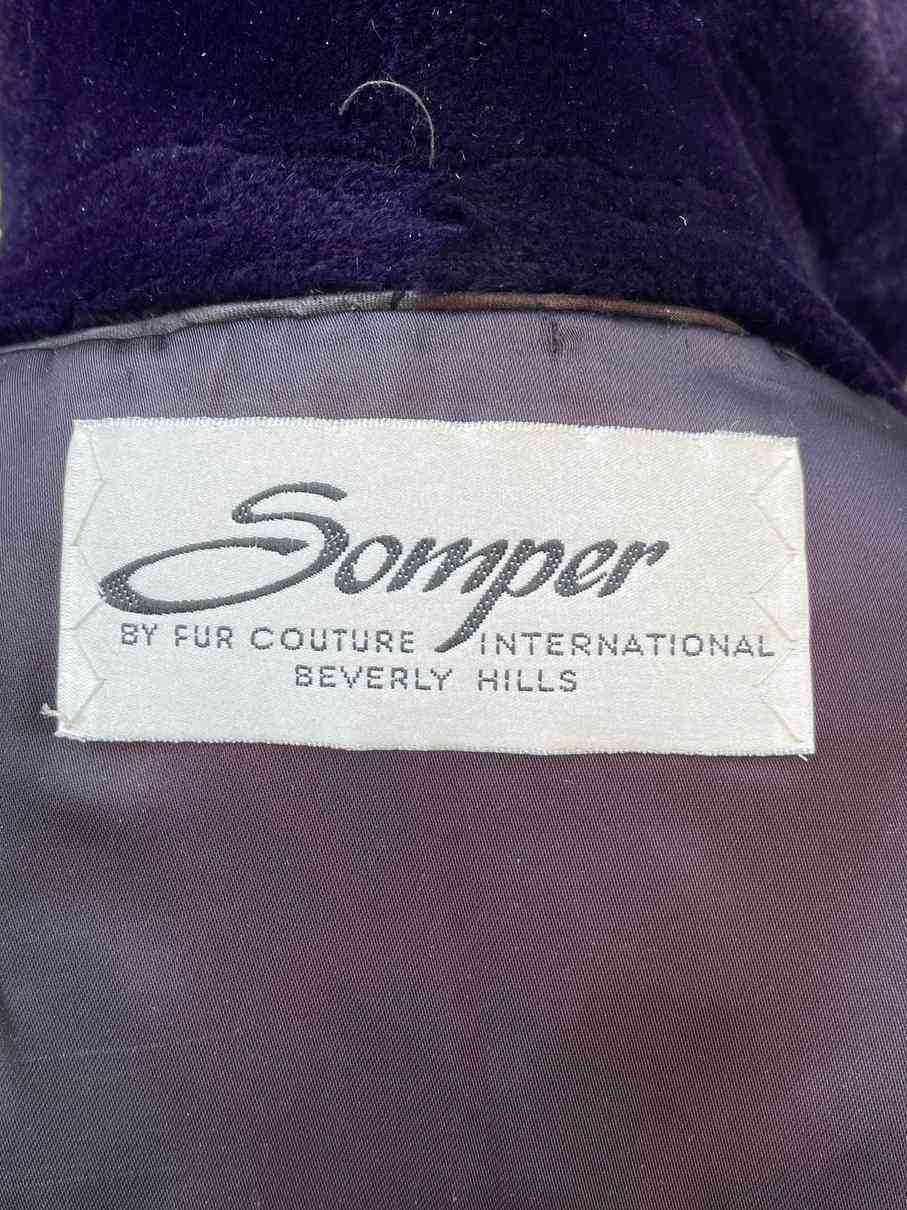 Somper
BY FUR COUTURE INTERNATIONAL
BEVERLY HILLS